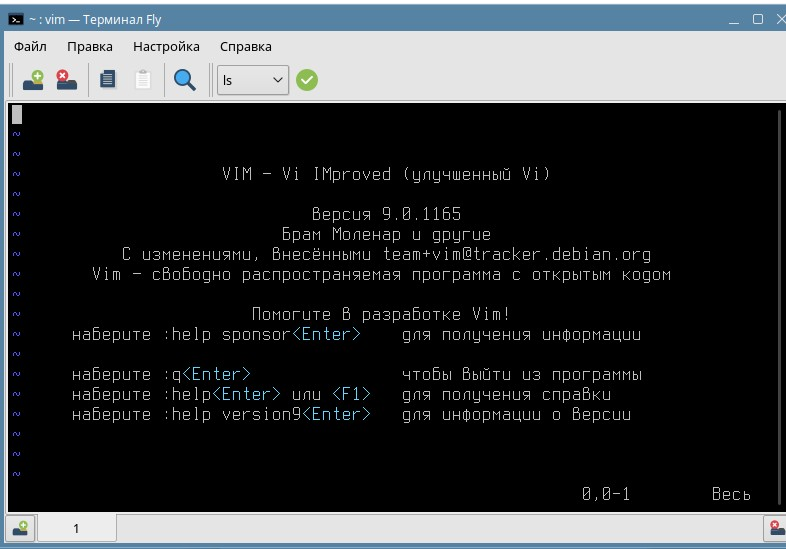 ~ : vim — Терминал Fly
Файл Правка Настройка Справка
ls
~
~
~
VIM - Vi IMproved (улучшенный Vi)
~
~
Версия 9.0.1165
~
Брам Моленар и другие
~
С изменениями, внесёнными team+vim@tracker.debian.org
~
Vim - свободно распространяемая программа с открытым кодом
~
~
Помогите в разработке Vim!
~
наберите :help sponsor<Enter> для получения информации
~
~
наберите :q<Enter> чтобы выйти из программы
~
наберите :help<Enter> или <F1> для получения справки
~
наберите :help version9<Enter> для информации о версии
~
~
~
0,0-1 Весь
1